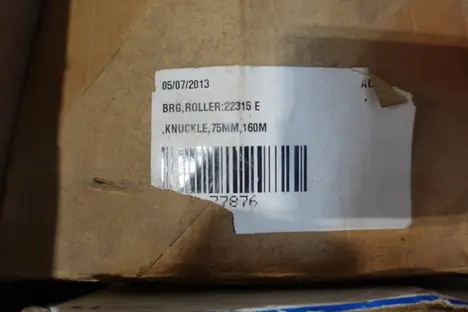 05/07/2013
BRG,ROLLER:22315 E
,KNUCKLE,75MM,160M
77876